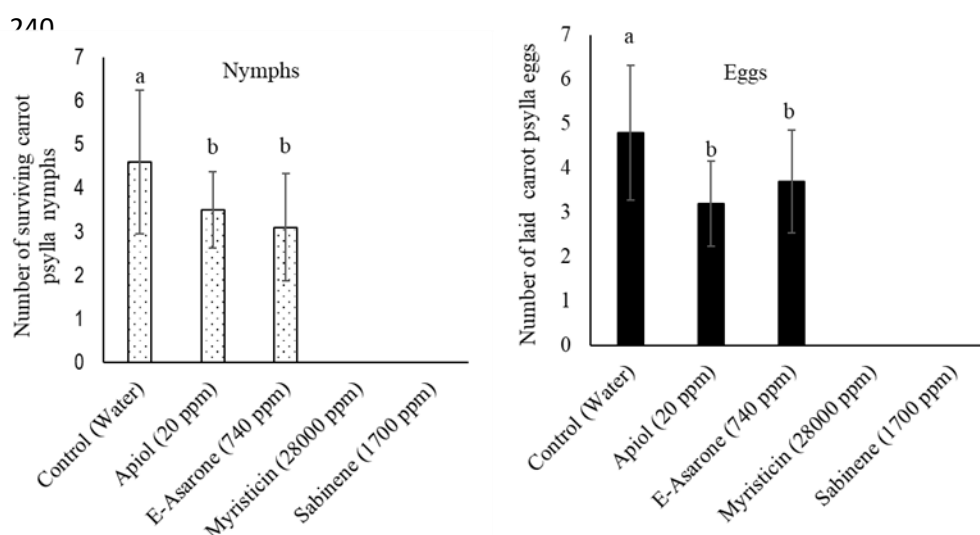 240
7
6
5
4
3
2
1
0
Number of surviving carrot
psylla nymphs
Nymphs
a
b
b
Control (Water)
Apiol (20 ppm)
E-Asarone (740 ppm)
Myristicin (28000 ppm)
Sabinene (1700 ppm)
7
6
5
4
3
2
1
0
Number of laid carrot psylla eggs
Eggs
a
b
b
Control (Water)
Apiol (20 ppm)
E-Asarone (740 ppm)
Myristicin (28000 ppm)
Sabinene (1700 ppm)